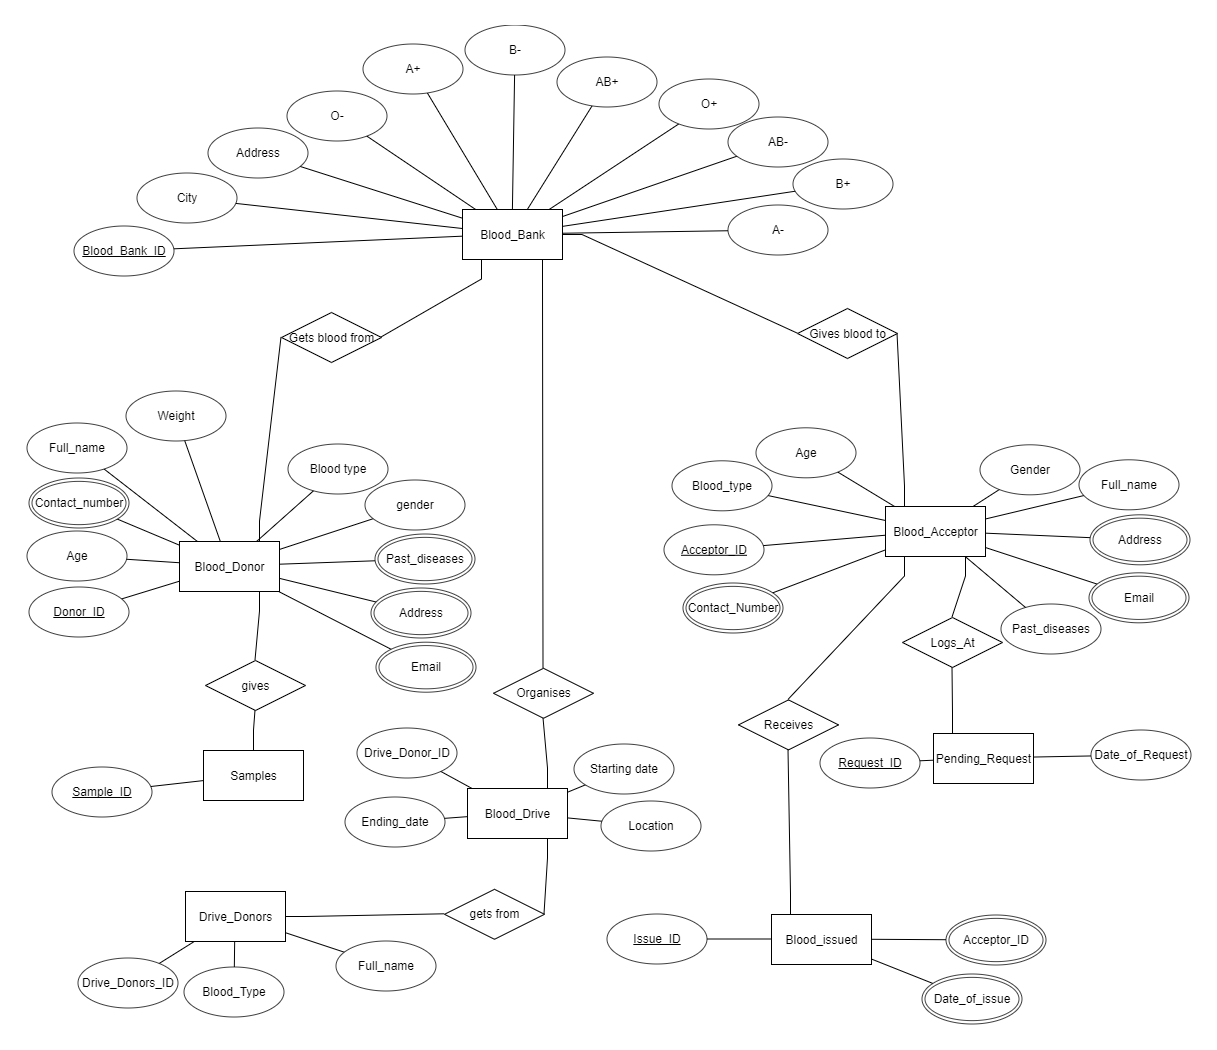 B-
A+
AB+
O+
O-
AB-
Address
B+
City
A-
Blood_Bank
Blood_Bank_ID
Gets blood from
Gives blood to
Weight
Full_name
Blood type
Contact_number
gender
Age
Past_diseases
Blood_Donor
Donor_ID
Address
Email
Age
Gender
Blood_type
Full_name
Blood_Acceptor
Address
Acceptor_ID
Email
Contact_Number
Past_diseases
Logs_At
gives
Organises
Receives
Samples
Sample_ID
Drive_Donor_ID
Starting date
Ending_date
Blood_Drive
Location
Request_ID
Pending_Request
Date_of_Request
Drive_Donors
gets from
Drive_Donors_ID
Blood_Type
Full_name
Issue_ID
Blood_issued
Acceptor_ID
Date_of_issue